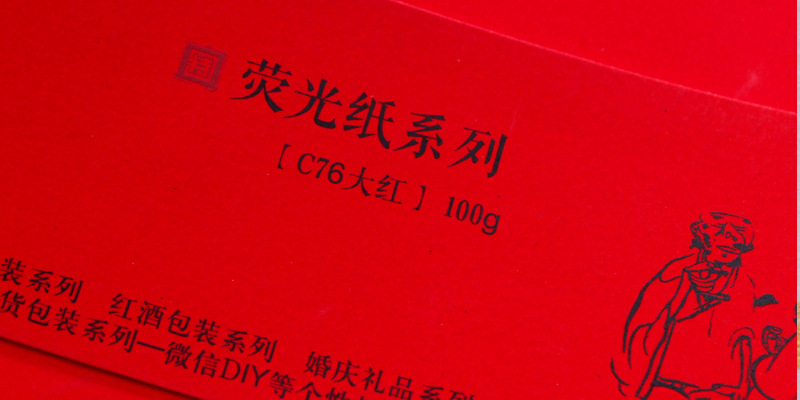 荧光纸系列
【C76大红】100g
装系列 红酒包装系列 婚庆礼品系列
货包装系列—微信DIY等个性